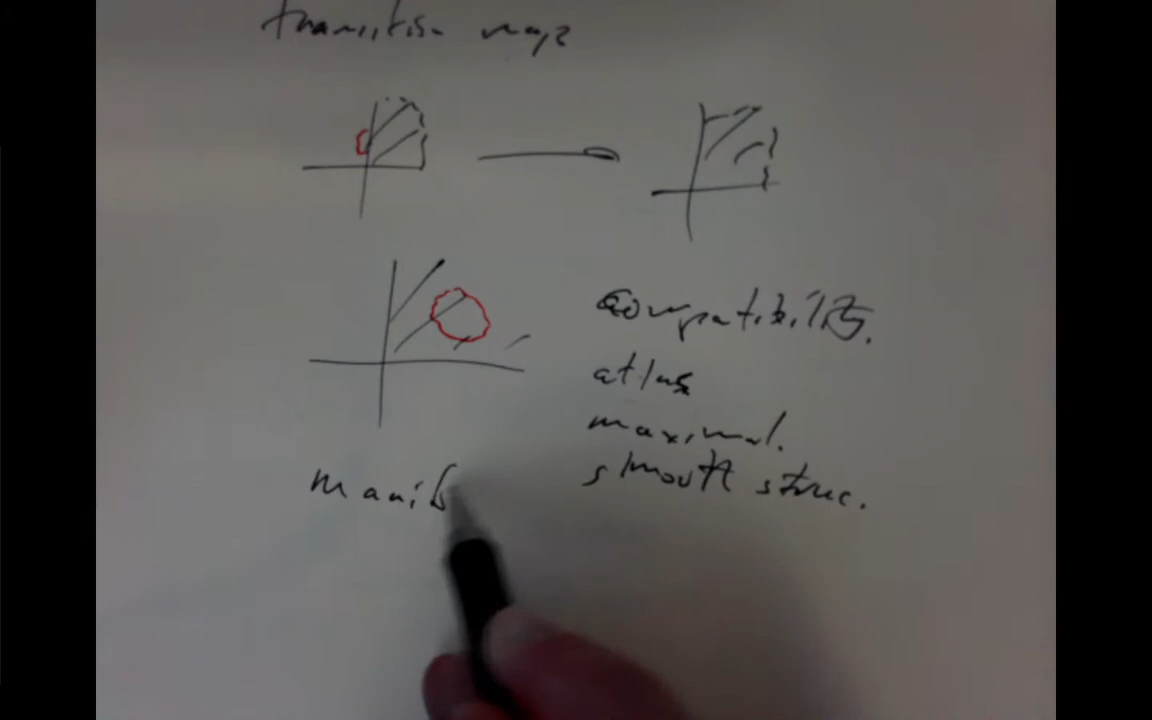 transition maps
compatibility.
atlas
maximal.
smooth struc.
manif